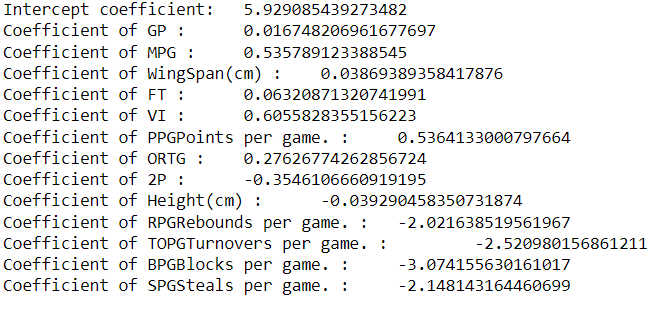 Intercept coefficient: 5.929085439273482
Coefficient of GP : 0.016748206961677697
Coefficient of MPG : 0.535789123388545
Coefficient of WingSpan(cm) : 0.03869389358417876
Coefficient of FT : 0.06320871320741991
Coefficient of VI : 0.6055828355156223
Coefficient of PPGPoints per game. : 0.5364133000797664
Coefficient of ORTG : 0.27626774262856724
Coefficient of 2P : -0.3546106660919195
Coefficient of Height(cm) : -0.039290458350731874
Coefficient of RPGRebounds per game. : -2.021638519561967
Coefficient of TOPGTurnovers per game. : -2.520980156861211
Coefficient of BPGBlocks per game. : -3.074155630161017
Coefficient of SPGSteals per game. : -2.148143164460699